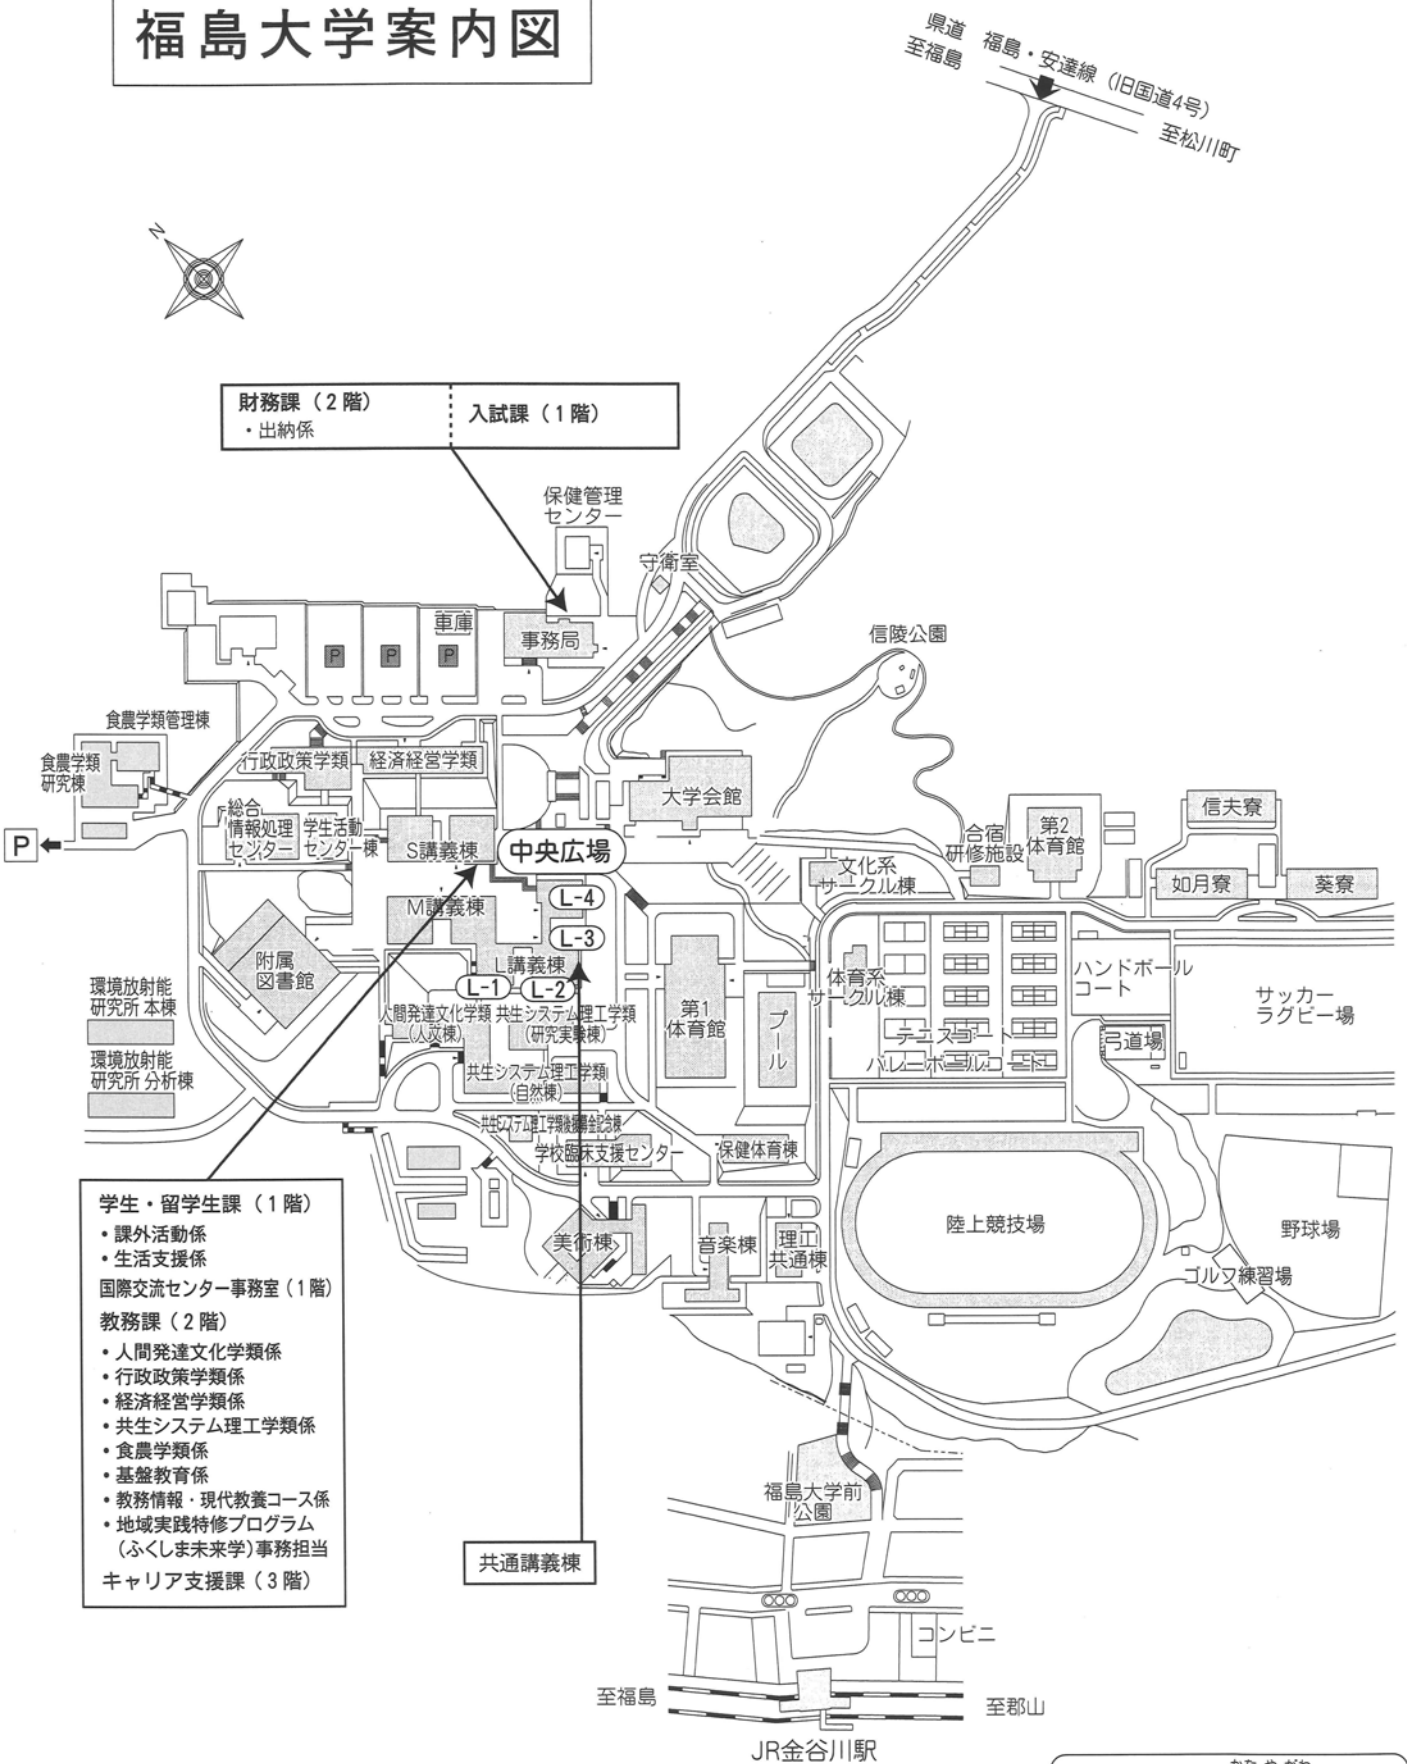 福島大学案内図
県道 福島・安達線（旧国道4号）
至福島
至松川町
N
財務課（2階）
・出納係
入試課（1階）
保健管理
センター
守衛室
車庫
事務局
P
P
P
信陵公園
食農学類管理棟
食農学類
研究棟
行政政策学類
経済経営学類
大学会館
総合
情報処理
センター
学生活動
センター棟
S講義棟
中央広場
P
合宿
研修施設
第2
体育館
信夫寮
文化系
サークル棟
如月寮
葵寮
M講義棟
L-4
L-3
L講義棟
L-1
L-2
附属
図書館
環境放射能
研究所 本棟
環境放射能
研究所 分析棟
人間発達文化学類
(人文棟)
共生システム理工学類
(研究実験棟)
第1
体育館
プール
体育系
サークル棟
テニスコート
バレーボールコート
ハンドボール
コート
弓道場
サッカー
ラグビー場
共生システム理工学類
(自然棟)
共生システム理工学類後援募金記念棟
学校臨床支援センター
保健体育棟
美術棟
音楽棟
理工
共通棟
陸上競技場
野球場
ゴルフ練習場
学生・留学生課（1階）
・課外活動係
・生活支援係
国際交流センター事務室（1階）
教務課（2階）
・人間発達文化学類係
・行政政策学類係
・経済経営学類係
・共生システム理工学類係
・食農学類係
・基盤教育係
・教務情報・現代教養コース係
・地域実践特修プログラム
（ふくしま未来学）事務担当
キャリア支援課（3階）
共通講義棟
福島大学前
公園
コンビニ
至福島
至郡山
JR金谷川駅
かな や がわ